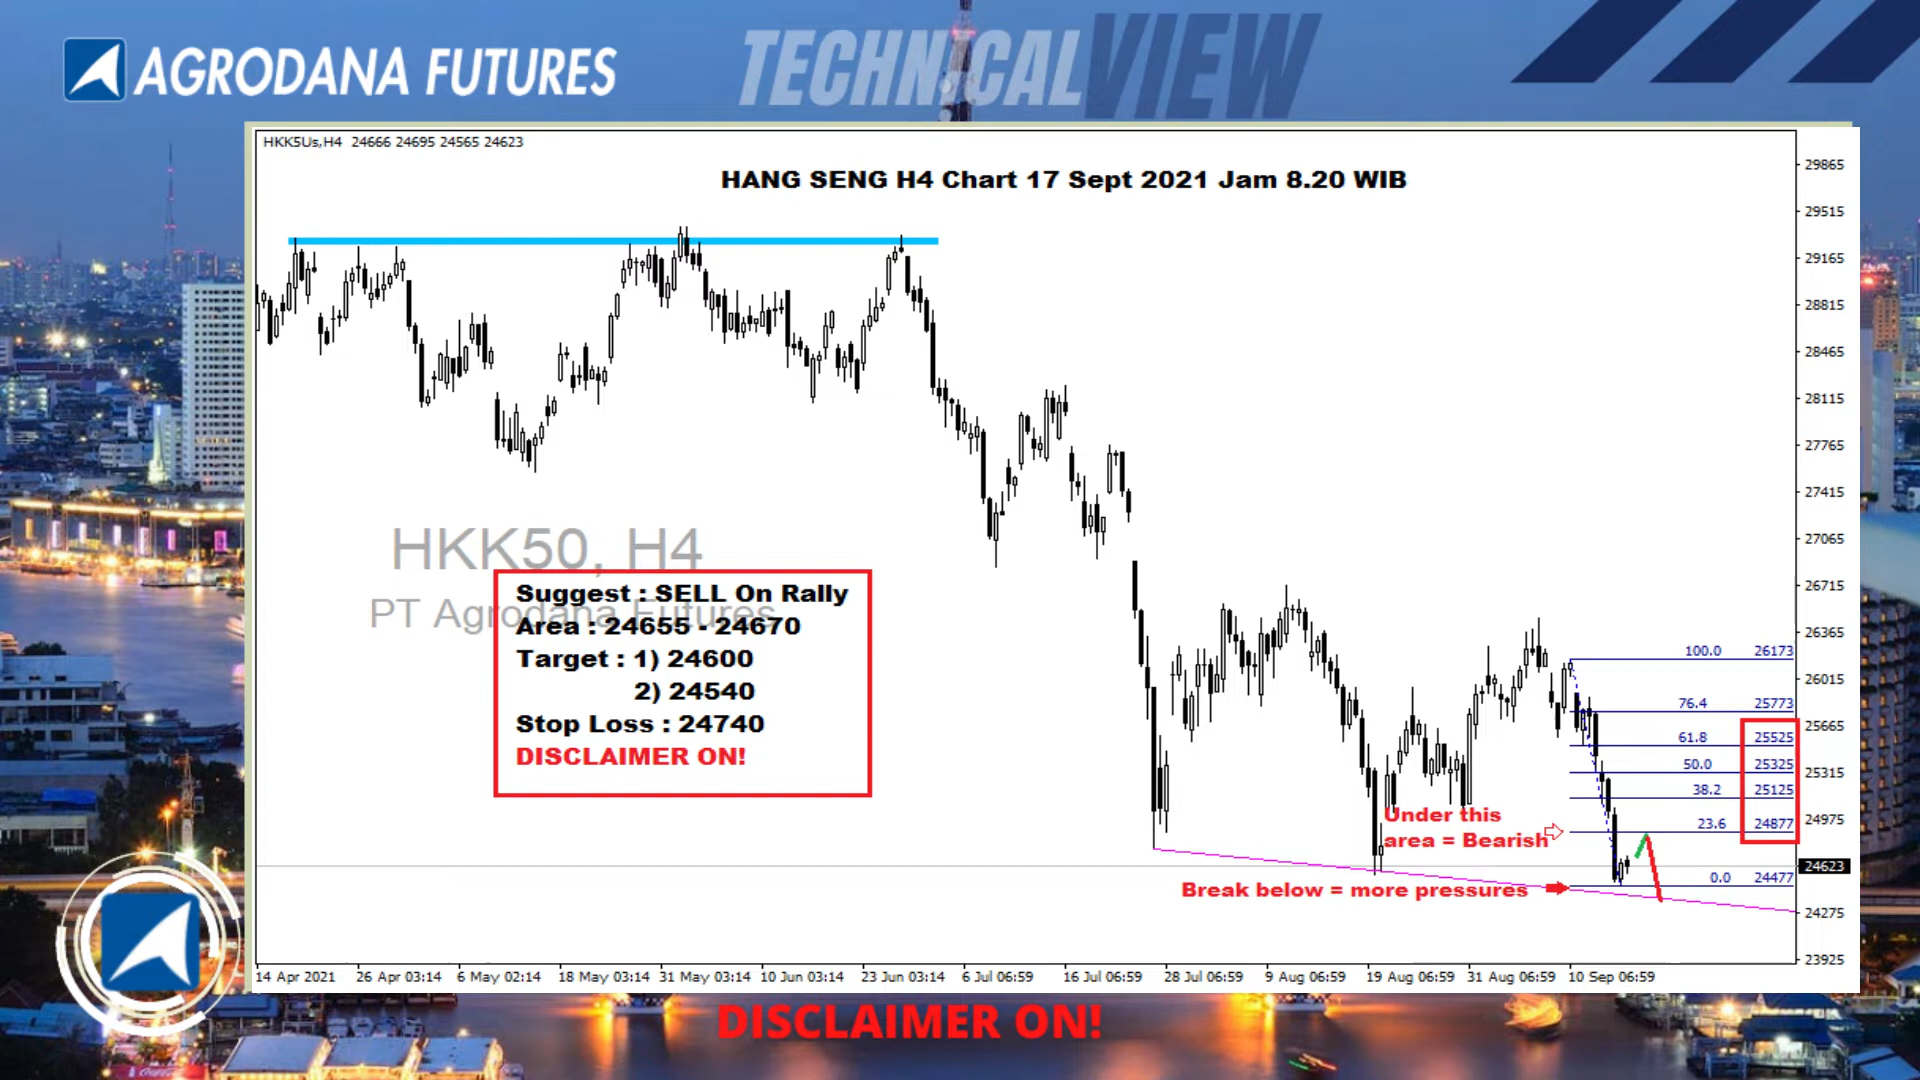 AGRODANA FUTURES
TECHNICAL VIEW
HKK5Us,H4 24666 24695 24565 24623
HANG SENG H4 Chart 17 Sept 2021 Jam 8.20 WIB
29865
29515
29165
28815
28465
28115
27765
27415
27065
26715
26365
26015
25665
25315
24975
24623
24275
23925
HKK50, H4
PT Agrodana Futures
Suggest : SELL On Rally
Area : 24655 - 24670
Target : 1) 24600
2) 24540
Stop Loss : 24740
DISCLAIMER ON!
100.0 26173
76.4 25773
61.8 25525
50.0 25325
38.2 25125
23.6 24877
0.0 24477
Under this
area = Bearish
Break below = more pressures
14 Apr 2021 26 Apr 03:14 6 May 02:14 18 May 03:14 31 May 03:14 10 Jun 03:14 23 Jun 03:14 6 Jul 06:59 16 Jul 06:59 28 Jul 06:59 9 Aug 06:59 19 Aug 06:59 31 Aug 06:59 10 Sep 06:59
DISCLAIMER ON!